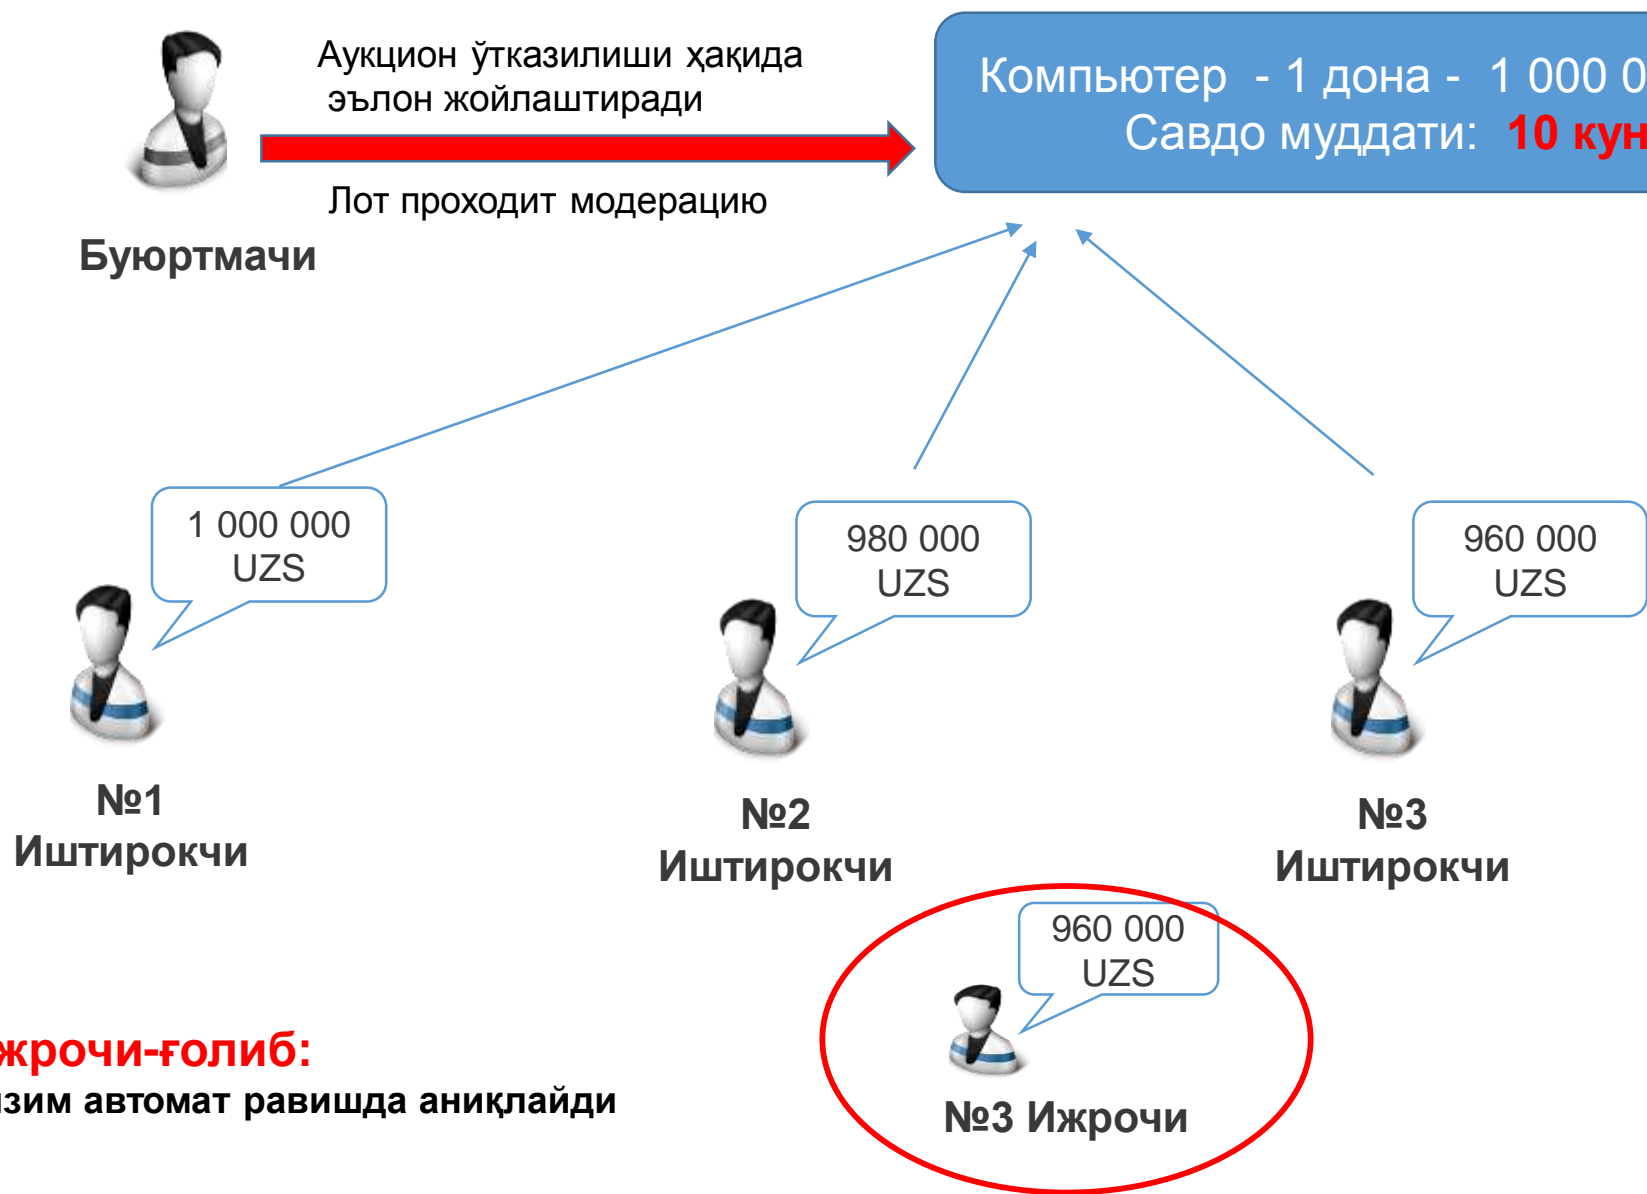 Аукцион ўтказилиши ҳақида
эълон жойлаштиради
Компьютер - 1 дона - 1 000 0
Савдо муддати: 10 кун
Лот проходит модерацию
Буюртмачи
1 000 000
UZS
980 000
UZS
960 000
UZS
№1
Иштирокчи
№2
Иштирокчи
№3
Иштирокчи
960 000
UZS
жрочи-ғолиб:
изим автомат равишда аниқлайди
№3 Ижрочи